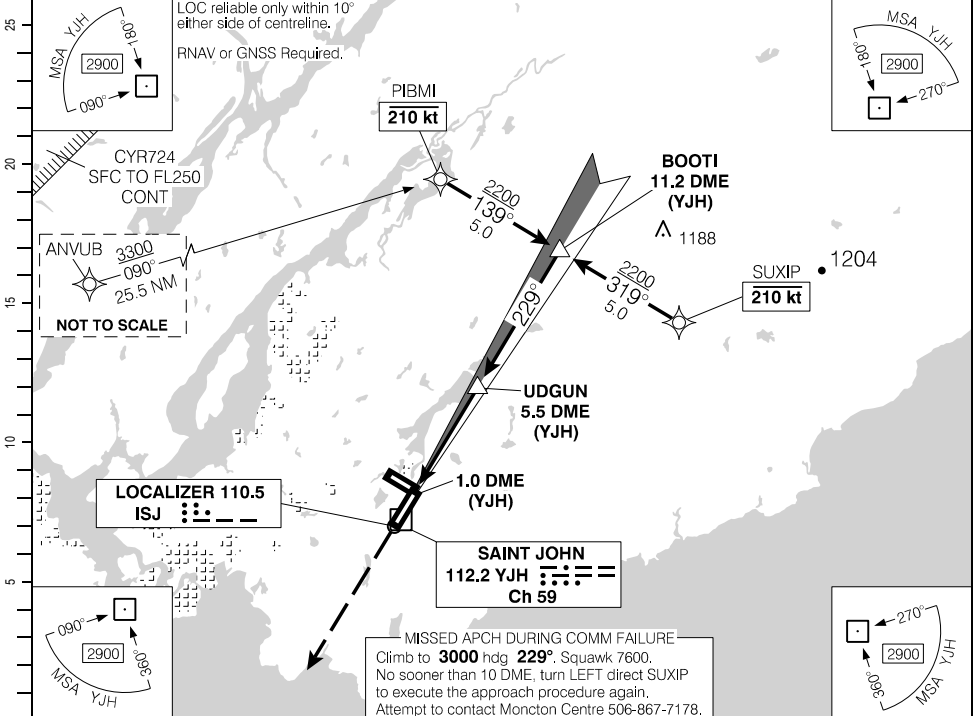 25
20
15
10
5
MSA YJH
180°
2900
090°
LOC reliable only within 10°
either side of centreline.
RNAV or GNSS Required.
MSA YJH
180°
2900
270°
CYR724
SFC TO FL250
CONT
PIBMI
210 kt
2200
139°
5.0
BOOTI
11.2 DME
(YJH)
1188
1204
ANVUB
3300
090°
25.5 NM
NOT TO SCALE
2200
319°
5.0
SUXIP
210 kt
229°
UDGUN
5.5 DME
(YJH)
1.0 DME
(YJH)
LOCALIZER 110.5
ISJ
SAINT JOHN
112.2 YJH
Ch 59
090°
360°
2900
MSA YJH
MISSED APCH DURING COMM FAILURE
Climb to 3000 hdg 229°. Squawk 7600.
No sooner than 10 DME, turn LEFT direct SUXIP
to execute the approach procedure again.
Attempt to contact Moncton Centre 506-867-7178.
270°
2900
360°
MSA YJH